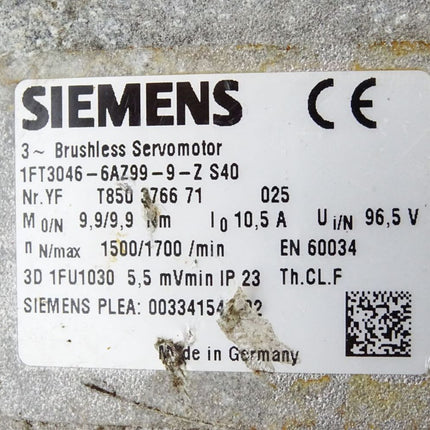 SIEMENS CE
3~ Brushless Servomotor
1FT3046-6AZ99-9-Z S40
Nr.YF T850 3766 71 025
M0/N 9,9/9,9 Nm I0 10,5 A Ui/N 96,5 V
n N/max 1500/1700 /min EN 60034
3D 1FU1030 5,5 mVmin IP 23 Th.CL.F
SIEMENS PLEA:
Made in Germany